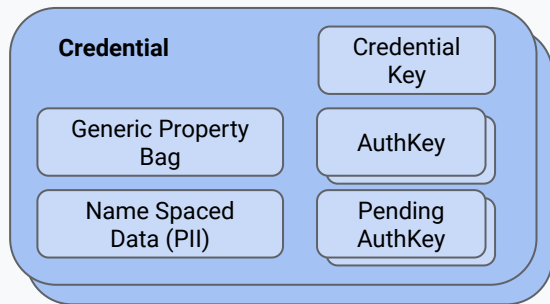 Credential
Credential
Key
Generic Property
Bag
AuthKey
Name Spaced
Data (PII)
Pending
AuthKey